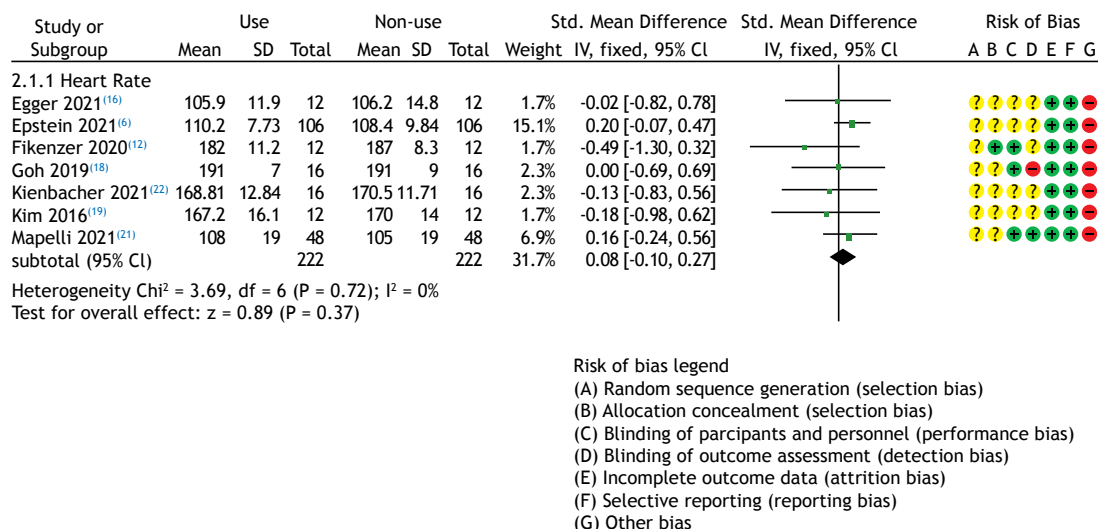 Study or Use Non-use Std. Mean Difference Std. Mean Difference Risk of Bias
Subgroup Mean SD Total Mean SD Total Weight IV, fixed, 95% CI IV, fixed, 95% CI A B C D E F G
2.1.1 Heart Rate
Egger 2021(16) 105.9 11.9 12 106.2 14.8 12 1.7% -0.02 [-0.82, 0.78] ? ? ? ? + + −
Epstein 2021(6) 110.2 7.73 106 108.4 9.84 106 15.1% 0.20 [-0.07, 0.47] ? ? ? ? + + −
Fikenzer 2020(12) 182 11.2 12 187 8.3 12 1.7% -0.49 [-1.30, 0.32] ? + + ? + + −
Goh 2019(18) 191 7 16 191 9 16 2.3% 0.00 [-0.69, 0.69] ? ? + − + + −
Kienbacher 2021(22) 168.81 12.84 16 170.5 11.71 16 2.3% -0.13 [-0.83, 0.56] ? ? ? ? + + −
Kim 2016(19) 167.2 16.1 12 170 14 12 1.7% -0.18 [-0.98, 0.62] ? ? ? ? + + −
Mapelli 2021(21) 108 19 48 105 19 48 6.9% 0.16 [-0.24, 0.56] ? ? + + + + −
subtotal (95% CI) 222 222 31.7% 0.08 [-0.10, 0.27]
Heterogeneity Chi² = 3.69, df = 6 (P = 0.72); I² = 0%
Test for overall effect: z = 0.89 (P = 0.37)
Risk of bias legend
(A) Random sequence generation (selection bias)
(B) Allocation concealment (selection bias)
(C) Blinding of parcipants and personnel (performance bias)
(D) Blinding of outcome assessment (detection bias)
(E) Incomplete outcome data (attrition bias)
(F) Selective reporting (reporting bias)
(G) Other bias